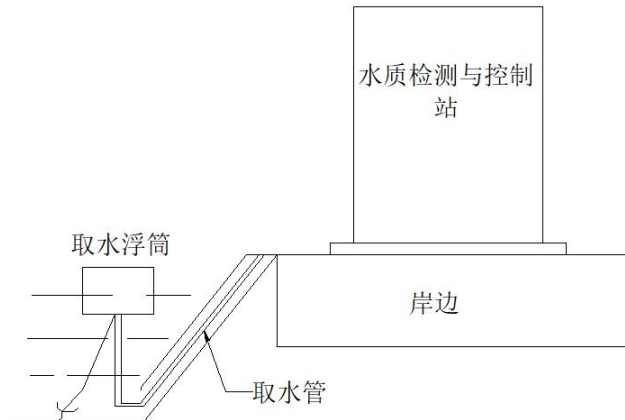 水质检测与控制
站
取水浮筒
岸边
取水管